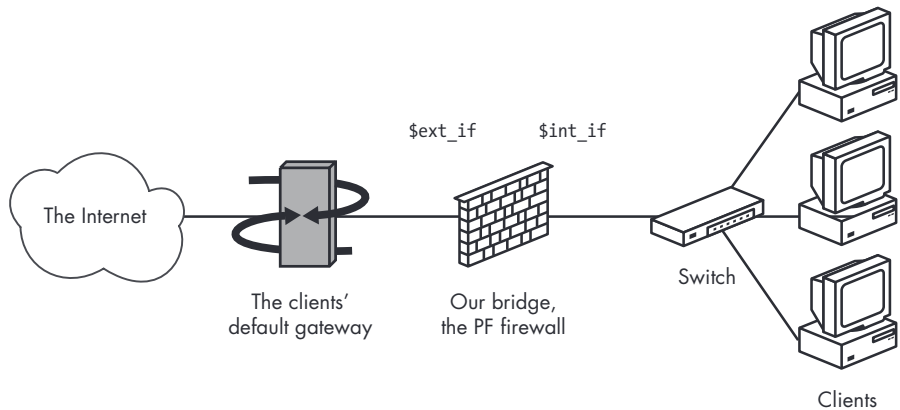 $ext_if
$int_if
The Internet
The clients’
default gateway
Our bridge,
the PF firewall
Switch
Clients